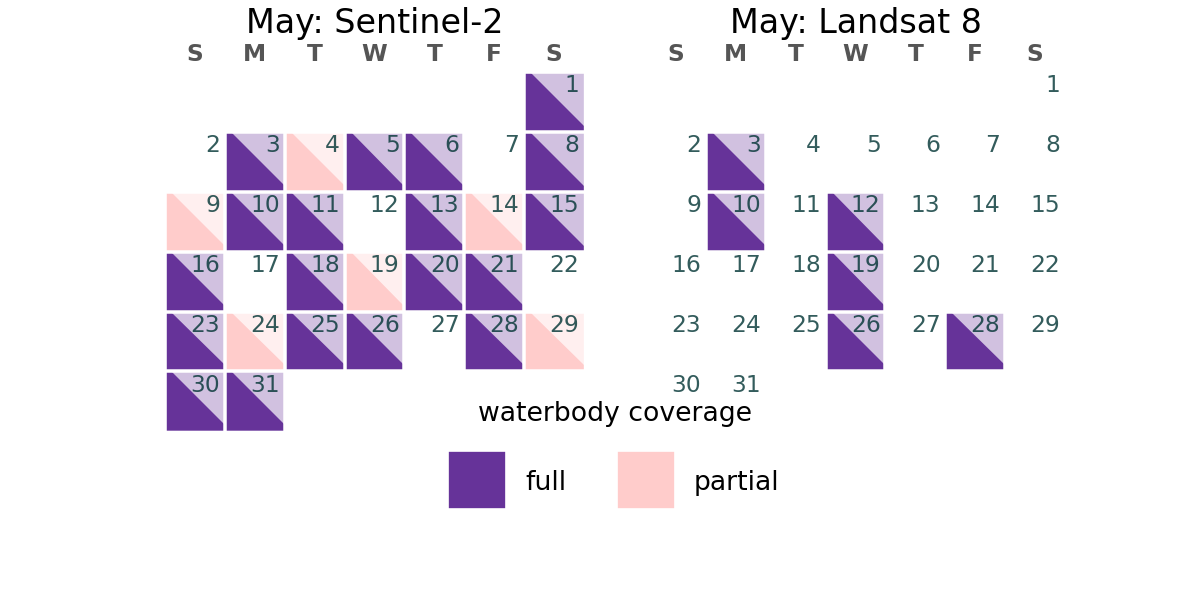 May: Sentinel-2
S M T W T F S
1
2 3 4 5 6 7 8
9 10 11 12 13 14 15
16 17 18 19 20 21 22
23 24 25 26 27 28 29
30 31
May: Landsat 8
S M T W T F S
1
2 3 4 5 6 7 8
9 10 11 12 13 14 15
16 17 18 19 20 21 22
23 24 25 26 27 28 29
30 31
waterbody coverage
full partial